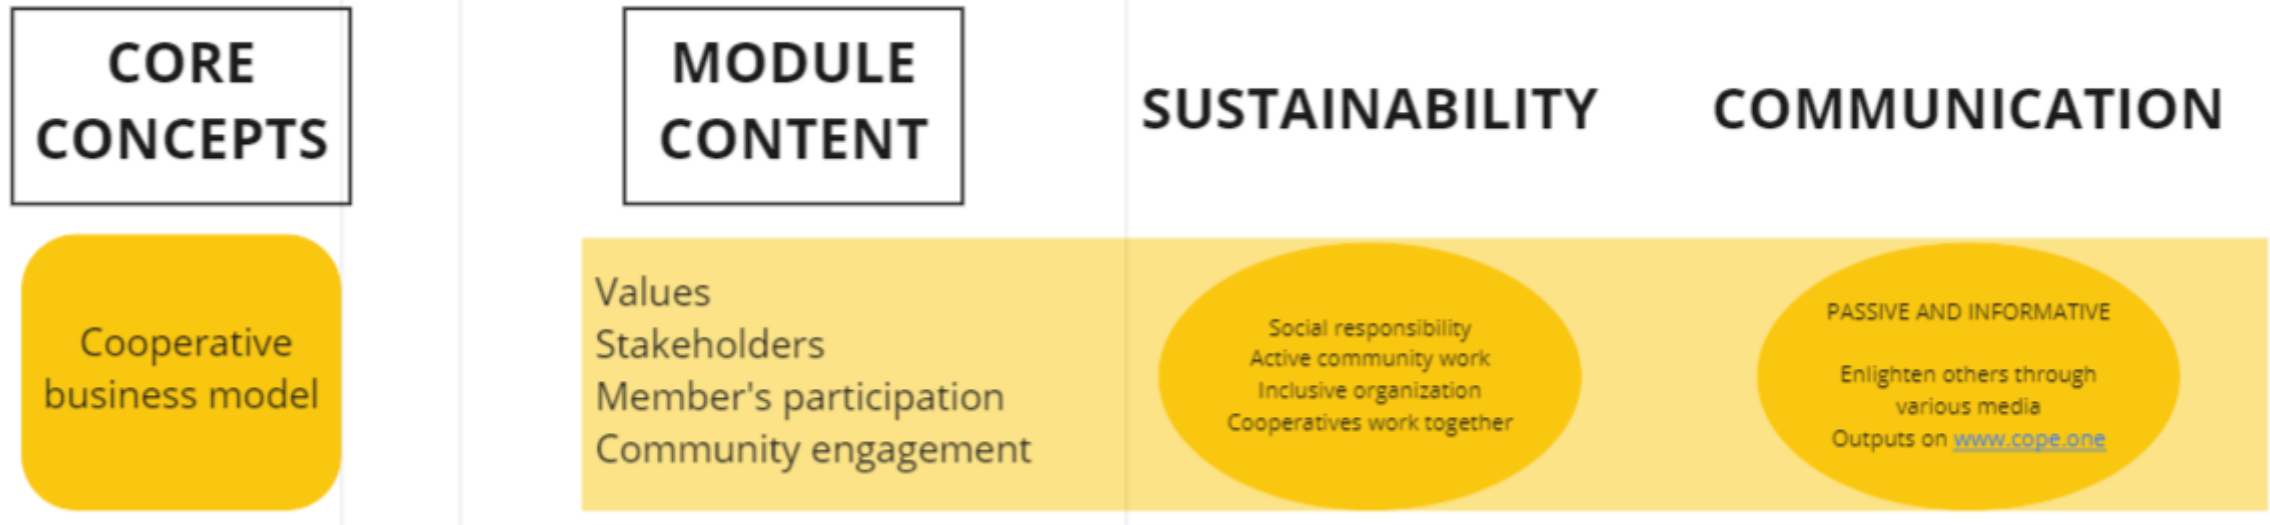 CORE
CONCEPTS
MODULE
CONTENT
SUSTAINABILITY
COMMUNICATION
Cooperative
business model
Values
Stakeholders
Member's participation
Community engagement
Social responsibility
Active community work
Inclusive organization
Cooperatives work together
PASSIVE AND INFORMATIVE
Enlighten others through
various media
Outputs on www.cope.one